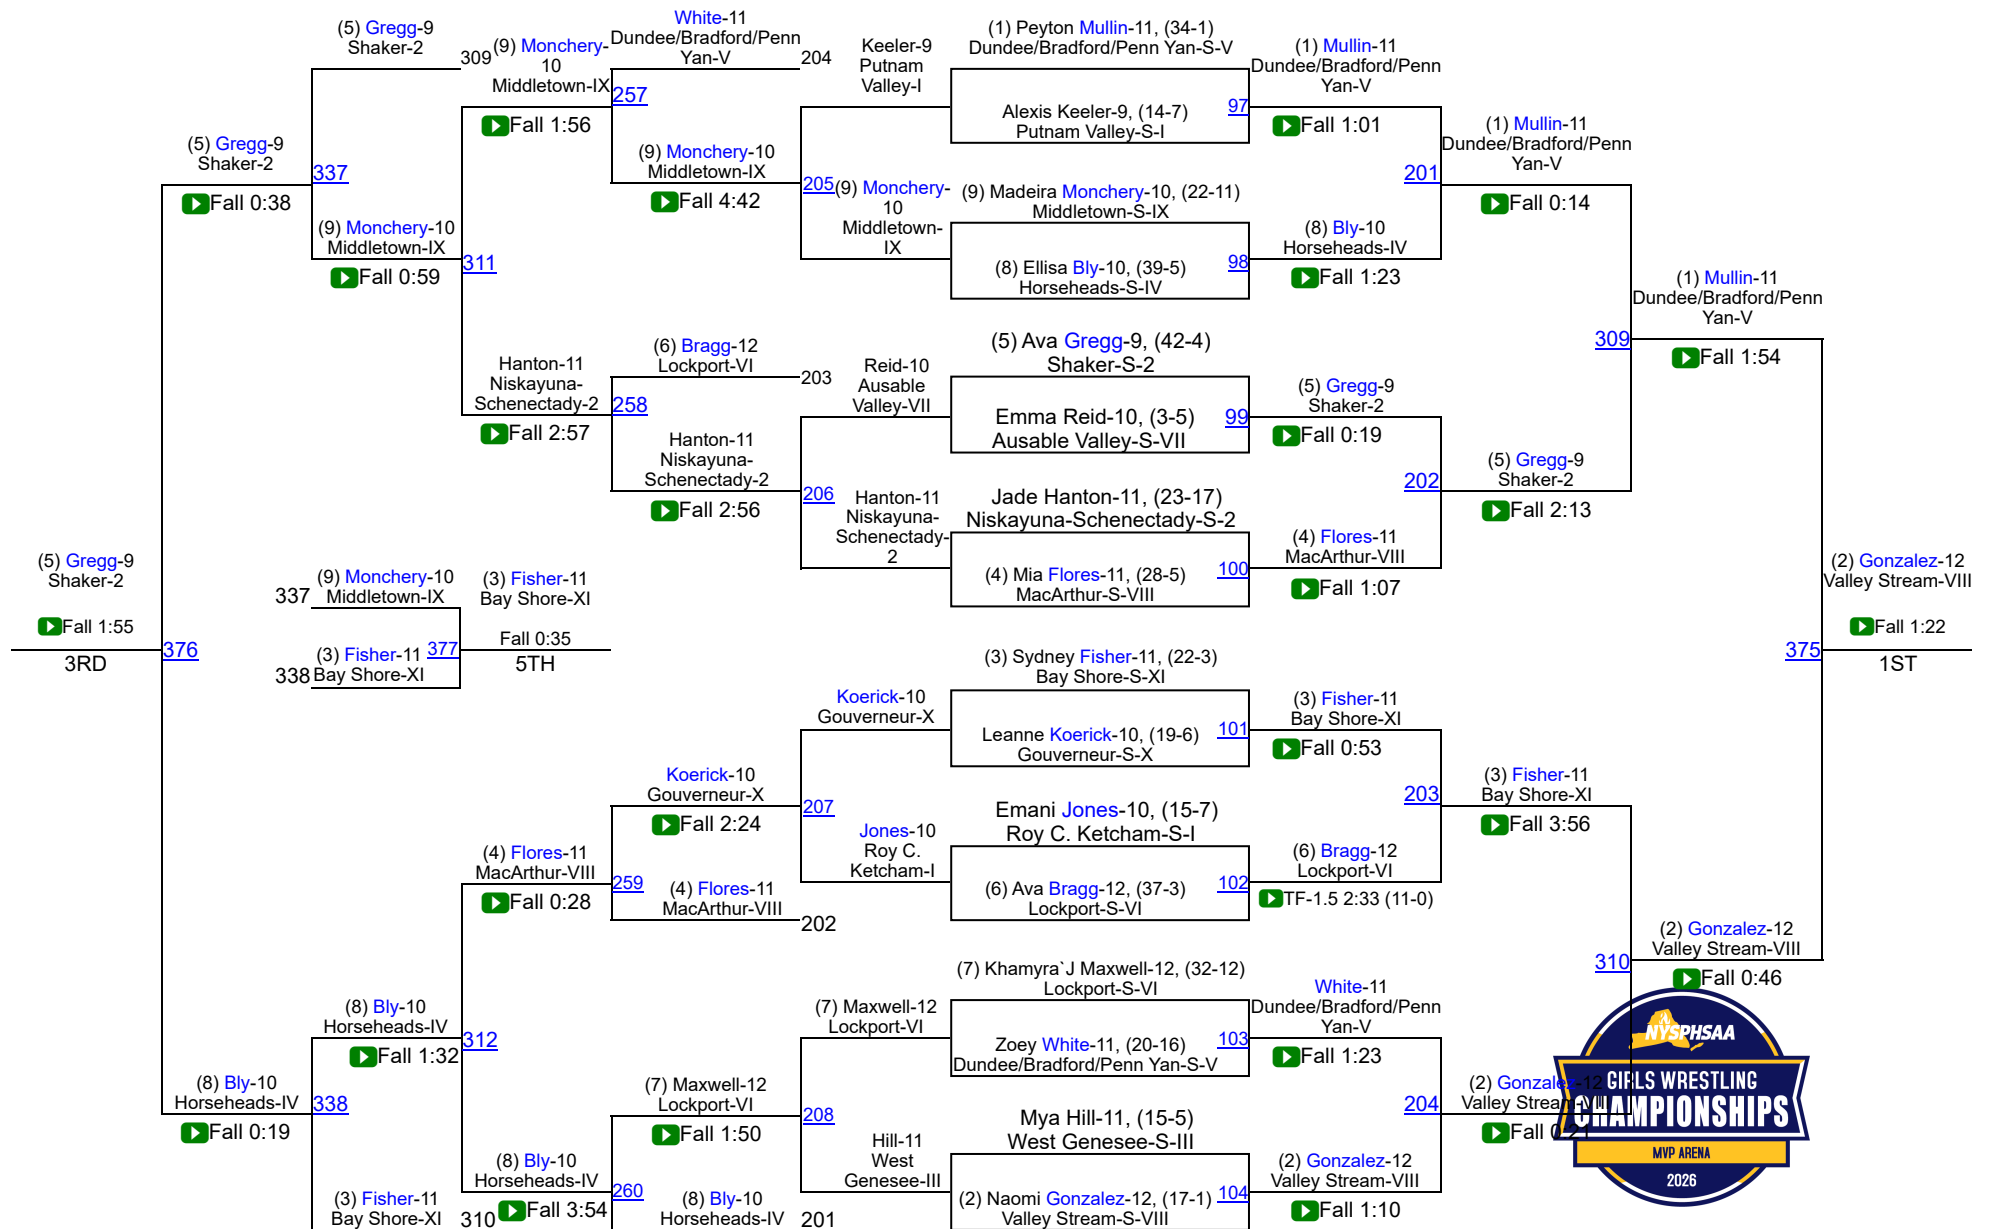 (5) Gregg-9
Shaker-2
309
(9) Monchery-
10
Middletown-IX
Fall 1:56
White-11
Dundee/Bradford/Penn
Yan-V
204
257
(9) Monchery-10
Middletown-IX
Fall 4:42
Keeler-9
Putnam
Valley-I
205
(9) Monchery-
10
Middletown-
IX
(1) Peyton Mullin-11, (34-1)
Dundee/Bradford/Penn Yan-S-V
Alexis Keeler-9, (14-7)
Putnam Valley-S-I
97
(9) Madeira Monchery-10, (22-11)
Middletown-S-IX
(8) Ellisa Bly-10, (39-5)
Horseheads-S-IV
98
(1) Mullin-11
Dundee/Bradford/Penn
Yan-V
Fall 1:01
(8) Bly-10
Horseheads-IV
Fall 1:23
201
(1) Mullin-11
Dundee/Bradford/Penn
Yan-V
Fall 0:14
(5) Gregg-9
Shaker-2
Fall 0:38
337
(9) Monchery-10
Middletown-IX
Fall 0:59
311
Hanton-11
Niskayuna-
Schenectady-2
Fall 2:57
(6) Bragg-12
Lockport-VI
203
258
Hanton-11
Niskayuna-
Schenectady-2
Fall 2:56
Reid-10
Ausable
Valley-VII
206
Hanton-11
Niskayuna-
Schenectady-
2
(5) Ava Gregg-9, (42-4)
Shaker-S-2
Emma Reid-10, (3-5)
Ausable Valley-S-VII
99
Jade Hanton-11, (23-17)
Niskayuna-Schenectady-S-2
(4) Mia Flores-11, (28-5)
MacArthur-S-VIII
100
(5) Gregg-9
Shaker-2
Fall 0:19
(4) Flores-11
MacArthur-VIII
Fall 1:07
202
(5) Gregg-9
Shaker-2
Fall 2:13
309
(1) Mullin-11
Dundee/Bradford/Penn
Yan-V
Fall 1:54
(5) Gregg-9
Shaker-2
Fall 1:55
3RD
376
337
(9) Monchery-10
Middletown-IX
338
(3) Fisher-11
Bay Shore-XI
377
(3) Fisher-11
Bay Shore-XI
Fall 0:35
5TH
(2) Gonzalez-12
Valley Stream-VIII
Fall 1:22
375
1ST
Koerick-10
Gouverneur-X
(3) Sydney Fisher-11, (22-3)
Bay Shore-S-XI
Leanne Koerick-10, (19-6)
Gouverneur-S-X
101
(3) Fisher-11
Bay Shore-XI
Fall 0:53
Koerick-10
Gouverneur-X
Fall 2:24
207
Jones-10
Roy C.
Ketcham-I
Emani Jones-10, (15-7)
Roy C. Ketcham-S-I
(6) Ava Bragg-12, (37-3)
Lockport-S-VI
102
(6) Bragg-12
Lockport-VI
TF-1.5 2:33 (11-0)
203
(3) Fisher-11
Bay Shore-XI
Fall 3:56
(4) Flores-11
MacArthur-VIII
Fall 0:28
259
(4) Flores-11
MacArthur-VIII
202
(8) Bly-10
Horseheads-IV
Fall 1:32
312
(7) Maxwell-12
Lockport-VI
(7) Khamyra`J Maxwell-12, (32-12)
Lockport-S-VI
Zoey White-11, (20-16)
Dundee/Bradford/Penn Yan-S-V
103
White-11
Dundee/Bradford/Penn
Yan-V
Fall 1:23
310
(2) Gonzalez-12
Valley Stream-VIII
Fall 0:46
(8) Bly-10
Horseheads-IV
Fall 0:19
338
(7) Maxwell-12
Lockport-VI
Fall 1:50
208
Hill-11
West
Genesee-III
Mya Hill-11, (15-5)
West Genesee-S-III
(2) Naomi Gonzalez-12, (17-1)
Valley Stream-S-VIII
104
(2) Gonzalez-12
Valley Stream-VIII
Fall 1:10
204
(2) Gonzalez-12
Valley Stream-VIII
Fall 0:21
(3) Fisher-11
Bay Shore-XI
310
(8) Bly-10
Horseheads-IV
Fall 3:54
260
(8) Bly-10
Horseheads-IV
201
NYSPHSAA
GIRLS WRESTLING
CHAMPIONSHIPS
MVP ARENA
2026